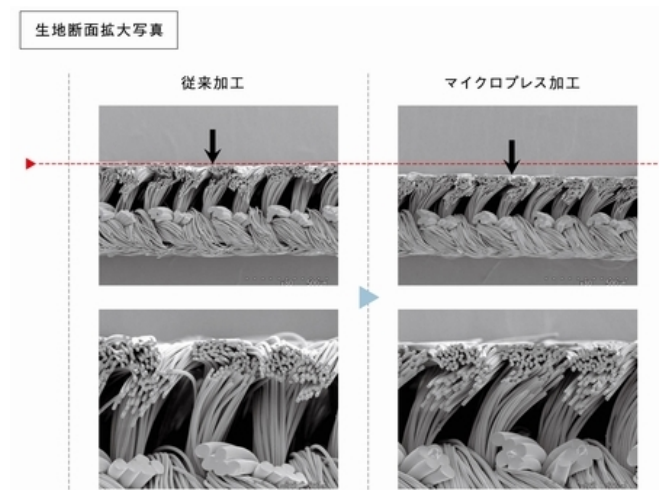 生地断面拡大写真
従来加工
マイクロプレス加工